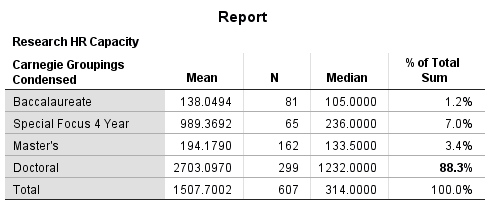 Report
Research HR Capacity
Carnegie Groupings Condensed Mean N Median % of Total Sum
Baccalaureate 138.0494 81 105.0000 1.2%
Special Focus 4 Year 989.3692 65 236.0000 7.0%
Master's 194.1790 162 133.5000 3.4%
Doctoral 2703.0970 299 1232.0000 88.3%
Total 1507.7002 607 314.0000 100.0%